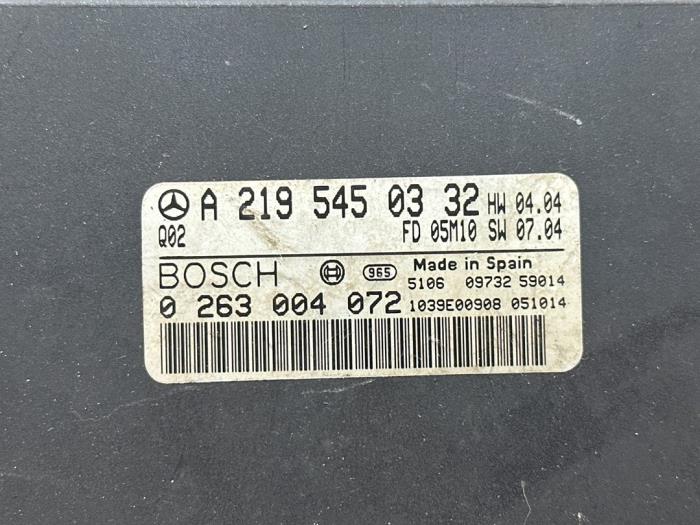 A 219 545 03 32 HW 04.04
Q02 FD 05M10 SW 07.04
BOSCH 965 Made in Spain
5106 09732 59014
0 263 004 072 1039E00908 051014